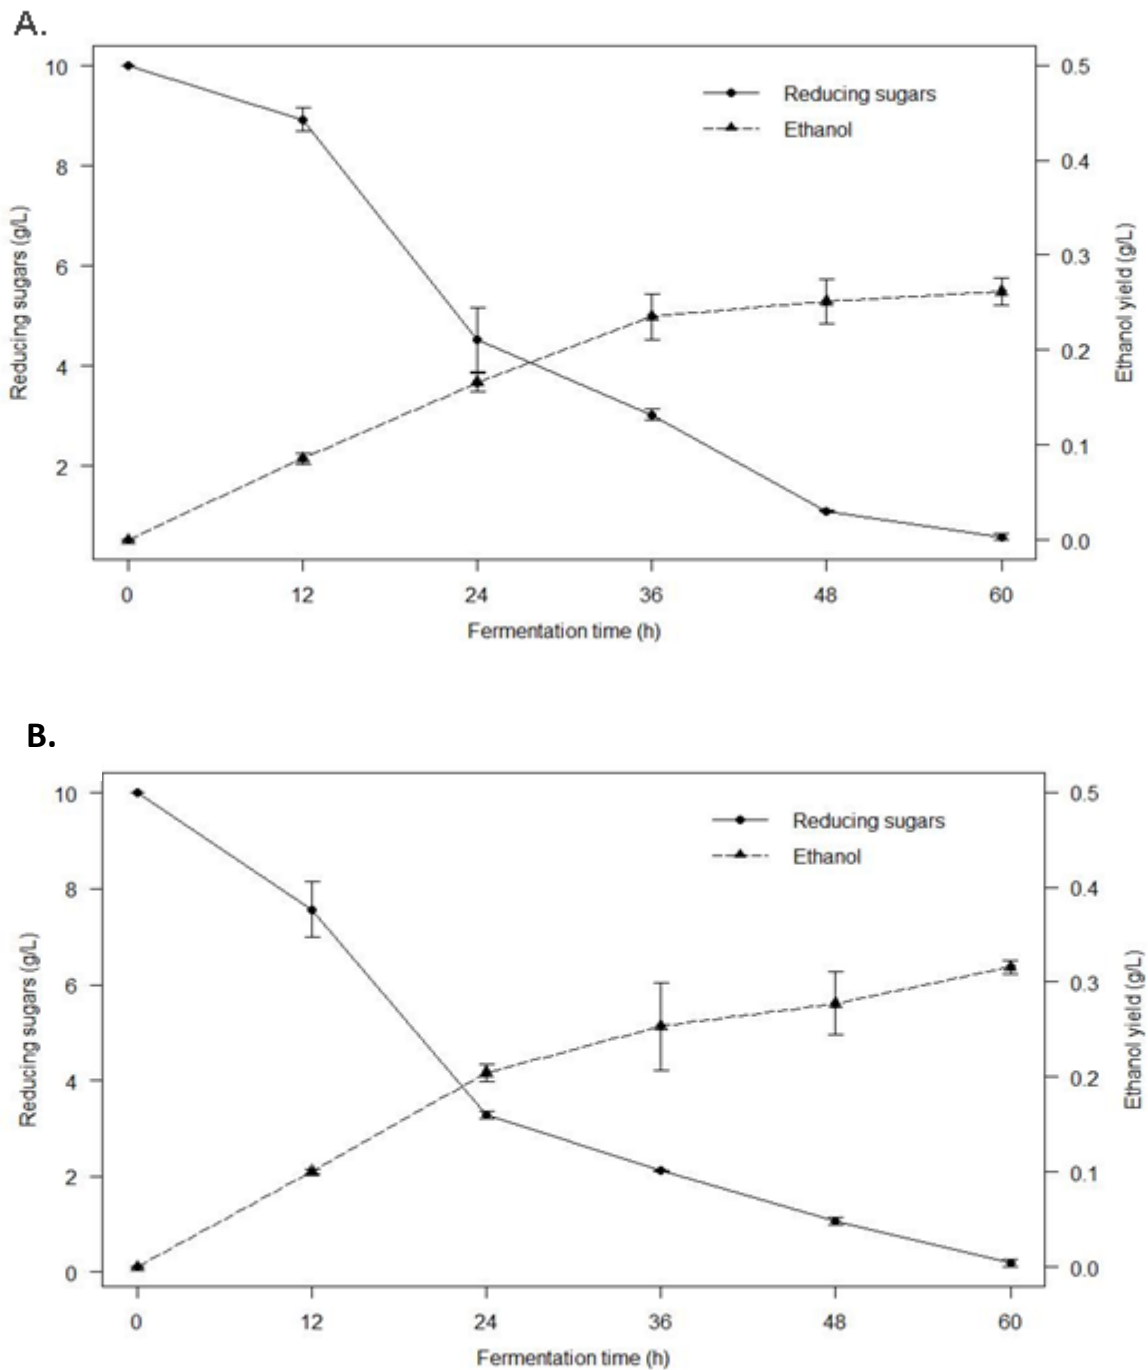 A.
Reducing sugars (g/L)
10
8
6
4
2
Reducing sugars
Ethanol
0.5
0.4
0.3
0.2
0.1
0.0
Ethanol yield (g/L)
0 12 24 36 48 60
Fermentation time (h)
B.
Reducing sugars (g/L)
10
8
6
4
2
0
Reducing sugars
Ethanol
0.5
0.4
0.3
0.2
0.1
0.0
Ethanol yield (g/L)
0 12 24 36 48 60
Fermentation time (h)